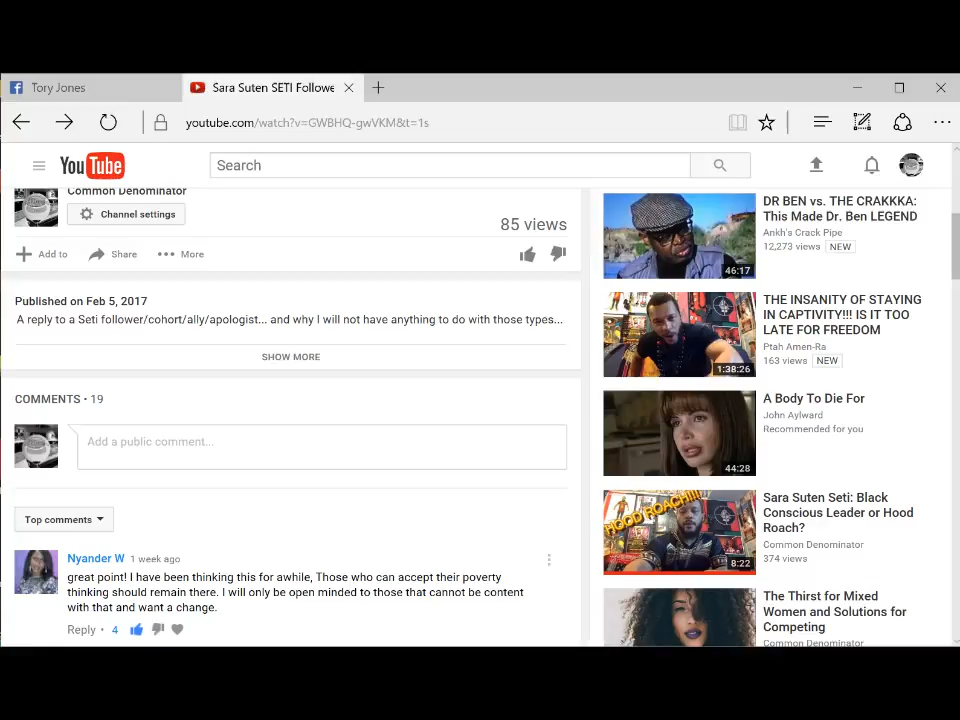 Tory Jones
Sara Suten SETI Followe
youtube.com/watch?v=GWBHQ-gwVKM&t=1s
YouTube
Search
Common Denominator
Channel settings
85 views
Add to
Share
More
Published on Feb 5, 2017
A reply to a Seti follower/cohort/ally/apologist... and why I will not have anything to do with those types...
SHOW MORE
COMMENTS • 19
Add a public comment...
Top comments
Nyander W 1 week ago
great point! I have been thinking this for awhile, Those who can accept their poverty
thinking should remain there. I will only be open minded to those that cannot be content
with that and want a change.
Reply • 4
46:17
DR BEN vs. THE CRAKKKA:
This Made Dr. Ben LEGEND
Ankh's Crack Pipe
12,273 views NEW
1:38:26
THE INSANITY OF STAYING
IN CAPTIVITY!!! IS IT TOO
LATE FOR FREEDOM
Ptah Amen-Ra
163 views NEW
44:28
A Body To Die For
John Aylward
Recommended for you
HOOD ROACH!!!!
8:22
Sara Suten Seti: Black
Conscious Leader or Hood
Roach?
Common Denominator
374 views
The Thirst for Mixed
Women and Solutions for
Competing
Common Denominator